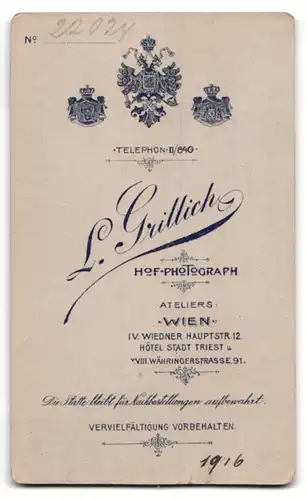 No 22024
·TELEPHON·II/840·
L. Grillich
HOF-PHOTOGRAPH
ATELIERS:
·WIEN·
IV. WIEDNER HAUPTSTR. 12
HÔTEL STADT TRIEST u
XVIII. WÄHRINGERSTRASSE. 91.
Die Platte bleibt für Nachbestellungen aufbewahrt.
VERVIELFÄLTIGUNG VORBEHALTEN.
1916